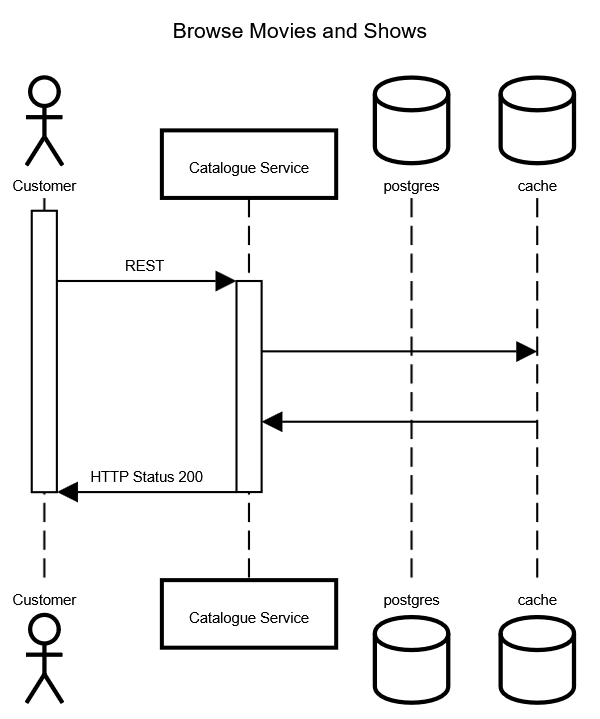 Browse Movies and Shows
Customer
Catalogue Service
postgres
cache
REST
HTTP Status 200
Customer
Catalogue Service
postgres
cache